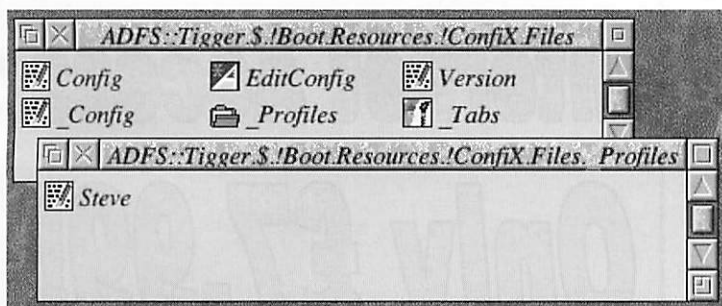 ADFS::Tigger.$.!Boot.Resources.!ConfiX.Files
Config EditConfig Version
_Config _Profiles _Tabs
ADFS::Tigger.$.!Boot.Resources.!ConfiX.Files._Profiles
Steve